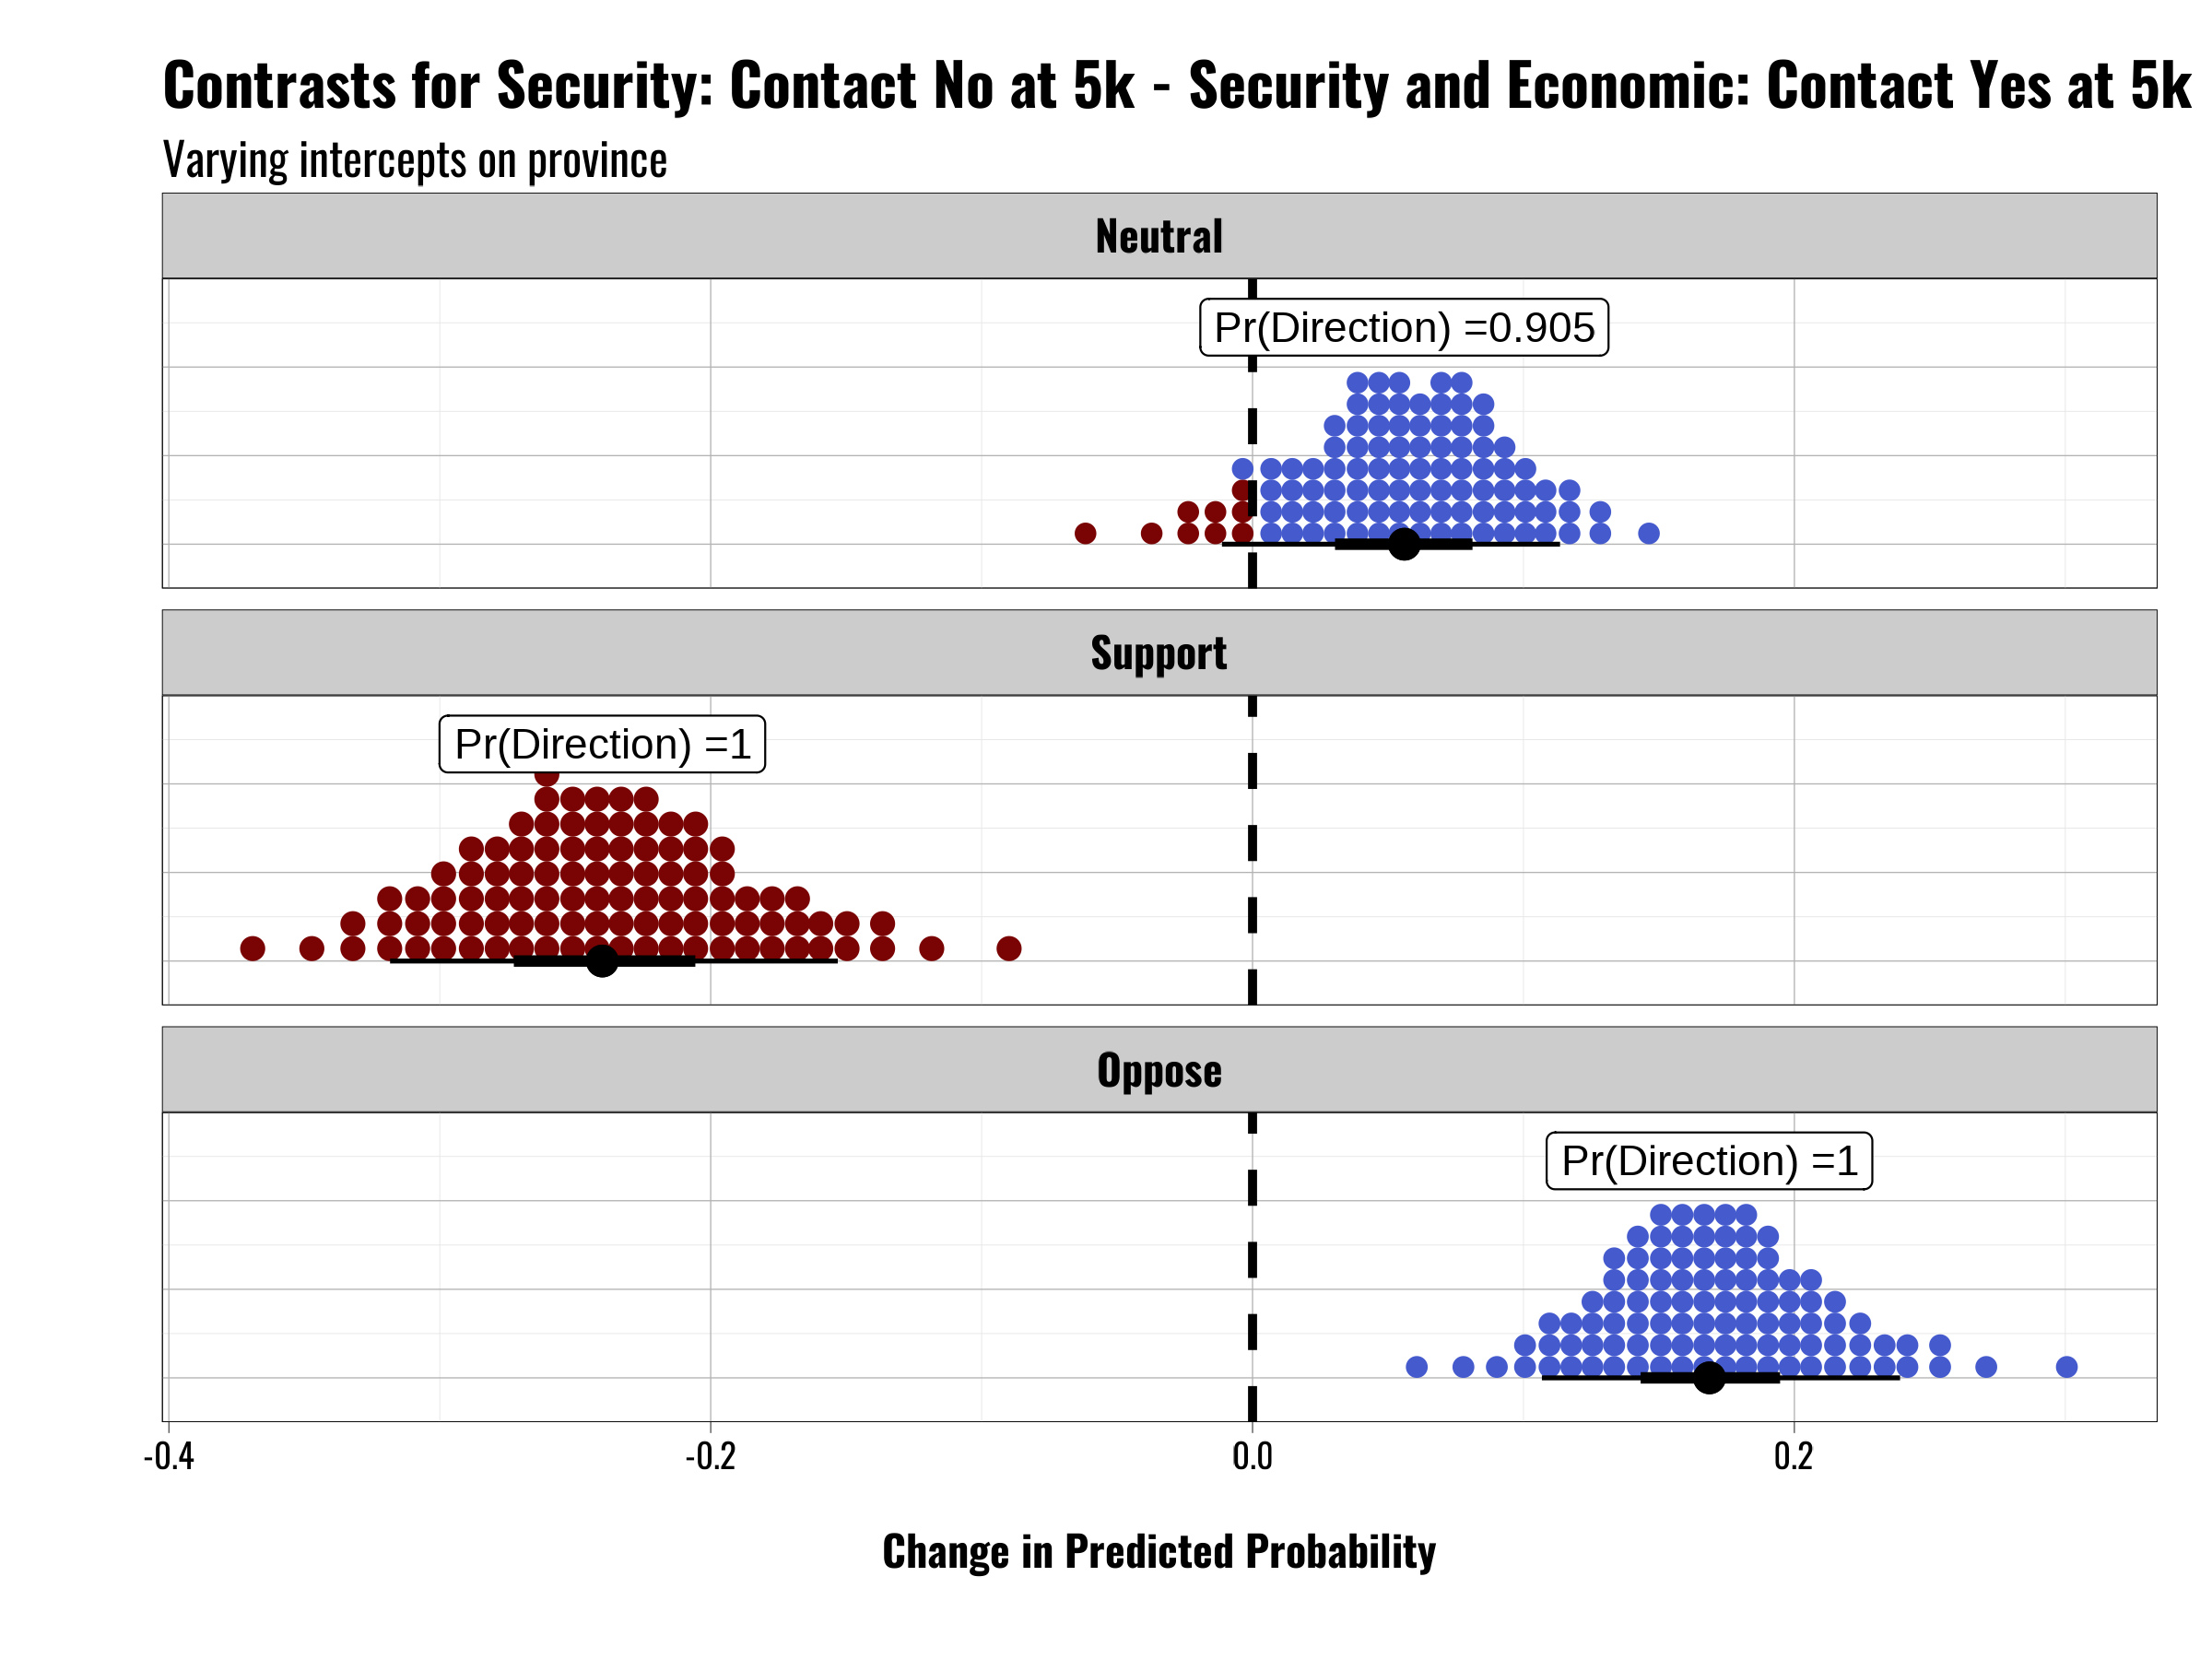 Contrasts for Security: Contact No at 5k - Security and Economic: Contact Yes at 5k
Varying intercepts on province
Neutral
Pr(Direction) =0.905
Support
Pr(Direction) =1
Oppose
Pr(Direction) =1
-0.4 -0.2 0.0 0.2
Change in Predicted Probability